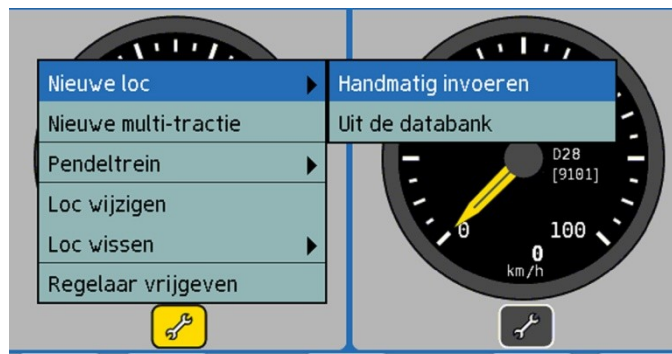 Nieuwe loc
Handmatig invoeren
Nieuwe multi-tractie
Uit de databank
Pendeltrein
Loc wijzigen
Loc wissen
Regelaar vrijgeven
D28
[9101]
0
100
0
km/h